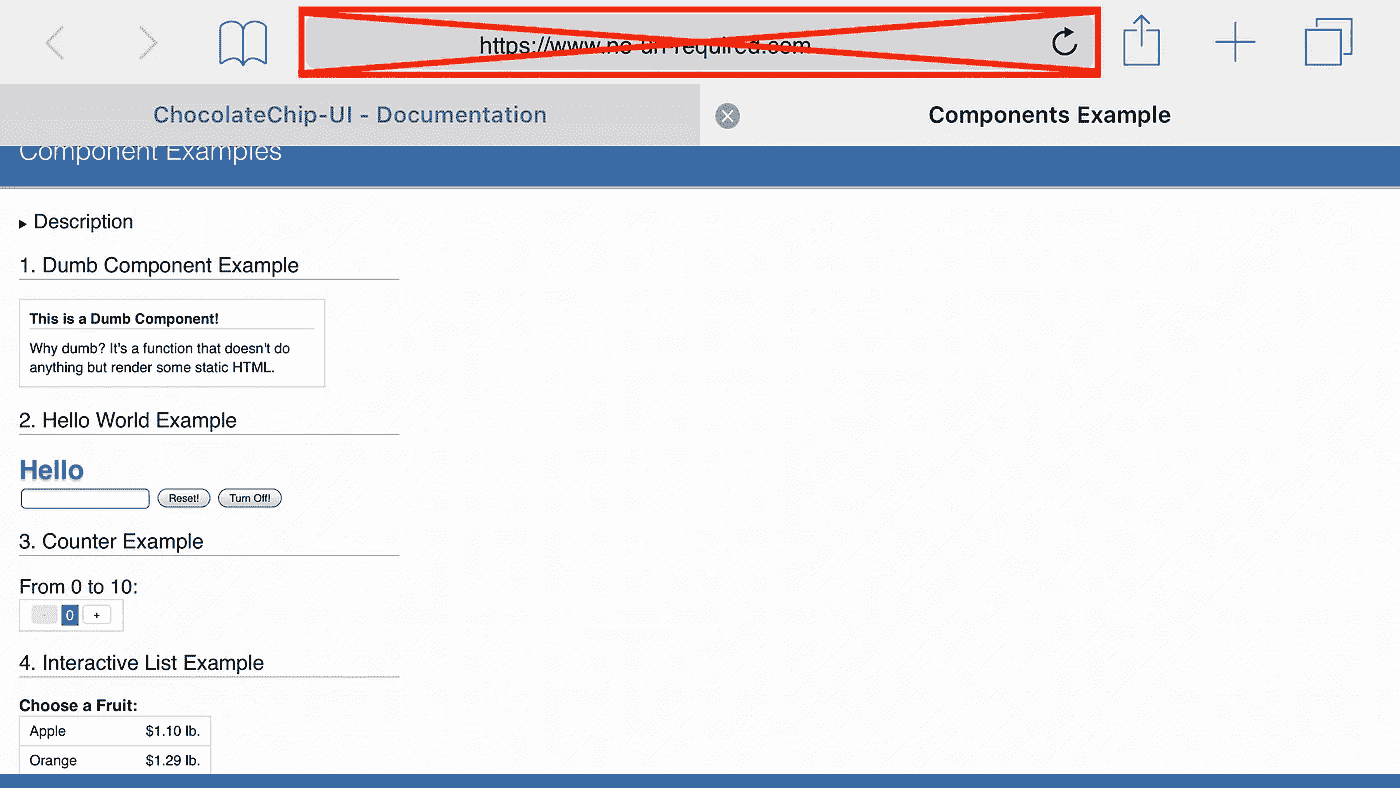 https://www.no-url-required.com
ChocolateChip-UI - Documentation
Components Example
Component Examples
Description
1. Dumb Component Example
This is a Dumb Component!
Why dumb? It's a function that doesn't do
anything but render some static HTML.
2. Hello World Example
Hello
Reset! Turn Off!
3. Counter Example
From 0 to 10:
- 0 +
4. Interactive List Example
Choose a Fruit:
Apple $1.10 lb.
Orange $1.29 lb.